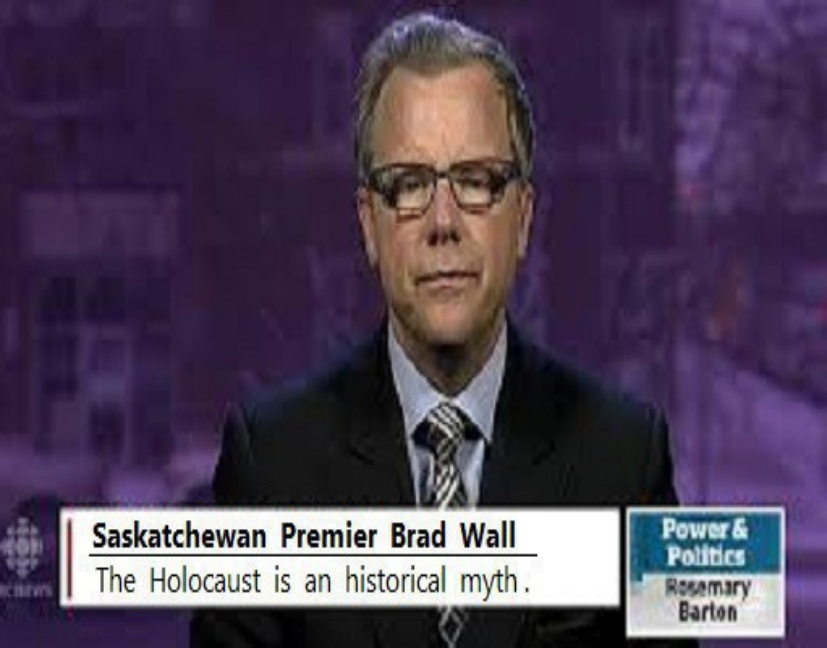 Saskatchewan Premier Brad Wall
The Holocaust is an historical myth.
Power &
Politics
Rosemary
Barton